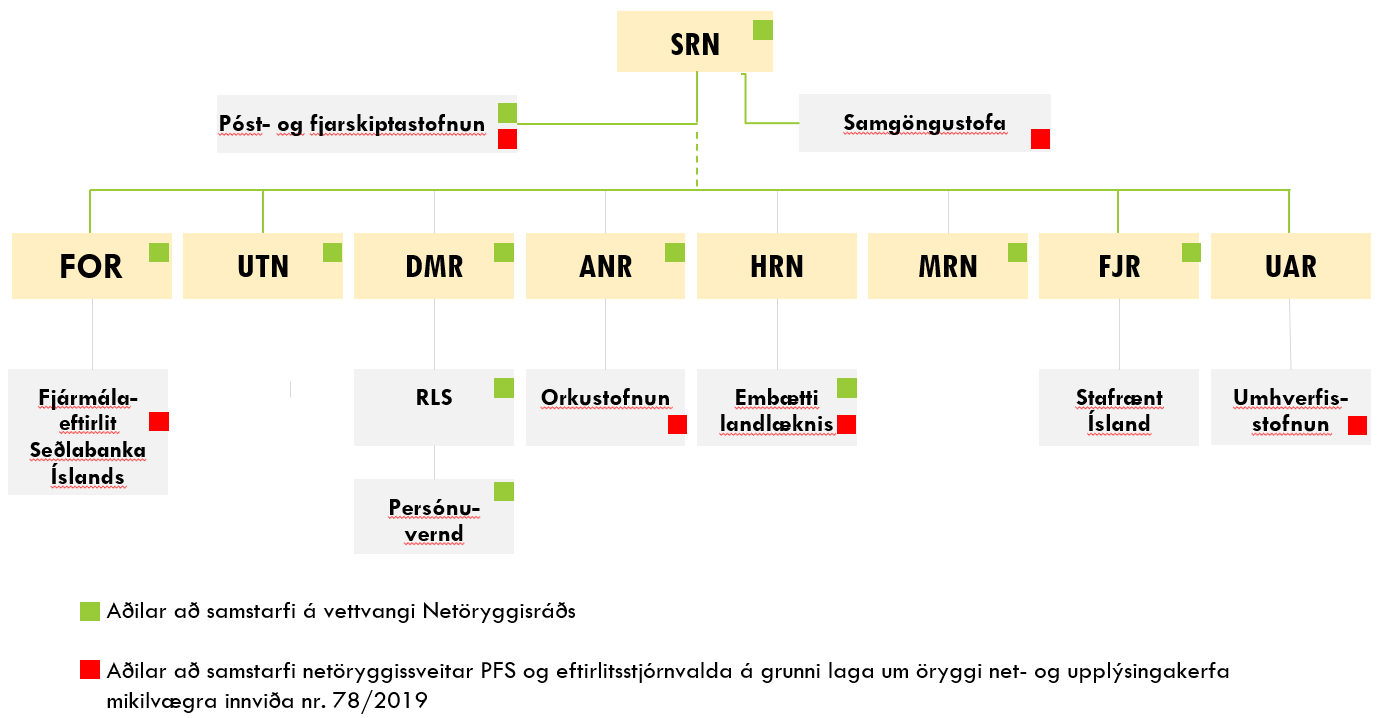 SRN
Póst- og fjarskiptastofnun
Samgöngustofa
FOR
UTN
DMR
ANR
HRN
MRN
FJR
UAR
Fjármála-
eftirlit
Seðlabanka
Íslands
RLS
Orkustofnun
Embætti
landlæknis
Stafrænt
Ísland
Umhverfis-
stofnun
Persónu-
vernd
Aðilar að samstarfi á vettvangi Netöryggisráðs
Aðilar að samstarfi netöryggissveitar PFS og eftirlitsstjórnvalda á grunni laga um öryggi net- og upplýsingakerfa
mikilvægra innviða nr. 78/2019